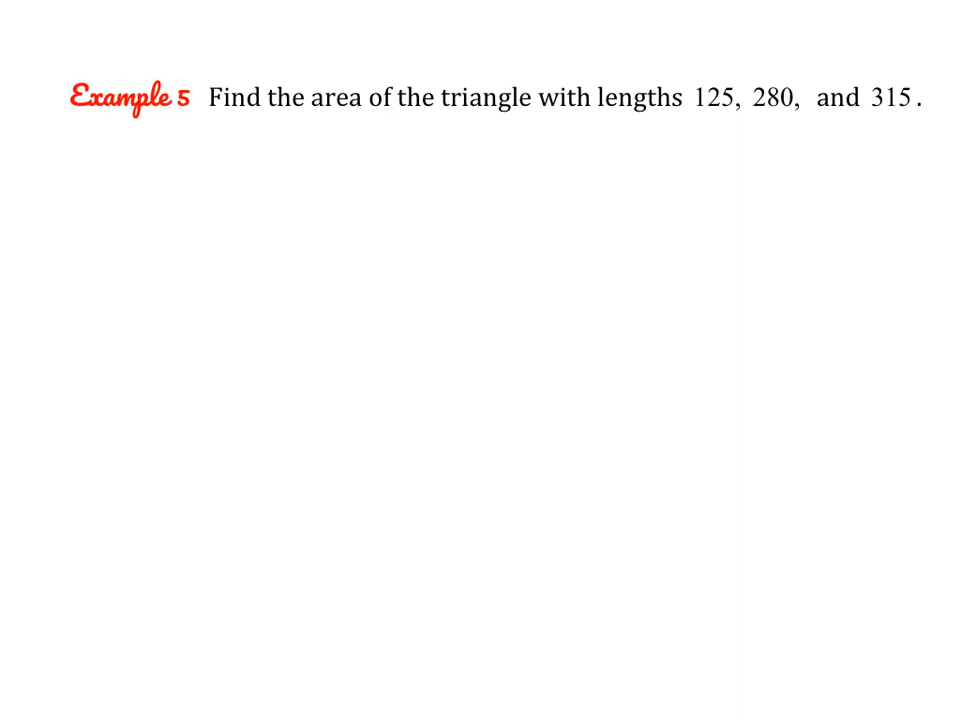 Example 5 Find the area of the triangle with lengths 125, 280, and 315.